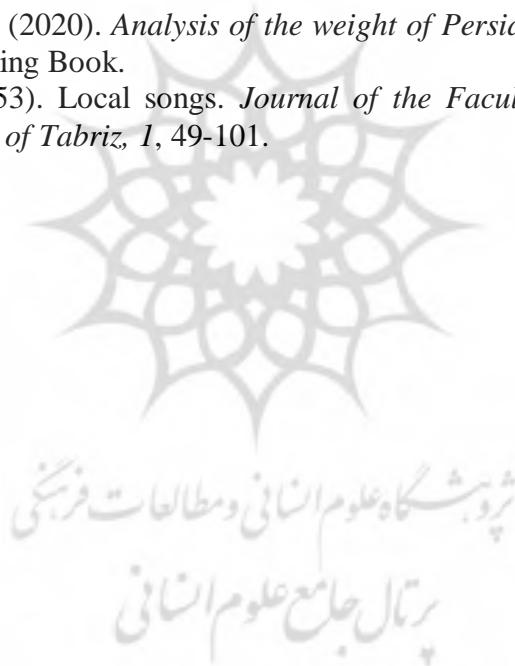 (2020). Analysis of the weight of Persia
ing Book.
53). Local songs. Journal of the Facul
of Tabriz, 1, 49-101.
پژوهشگاه علوم انسانی و مطالعات فرهنگی
پرتال جامع علوم انسانی